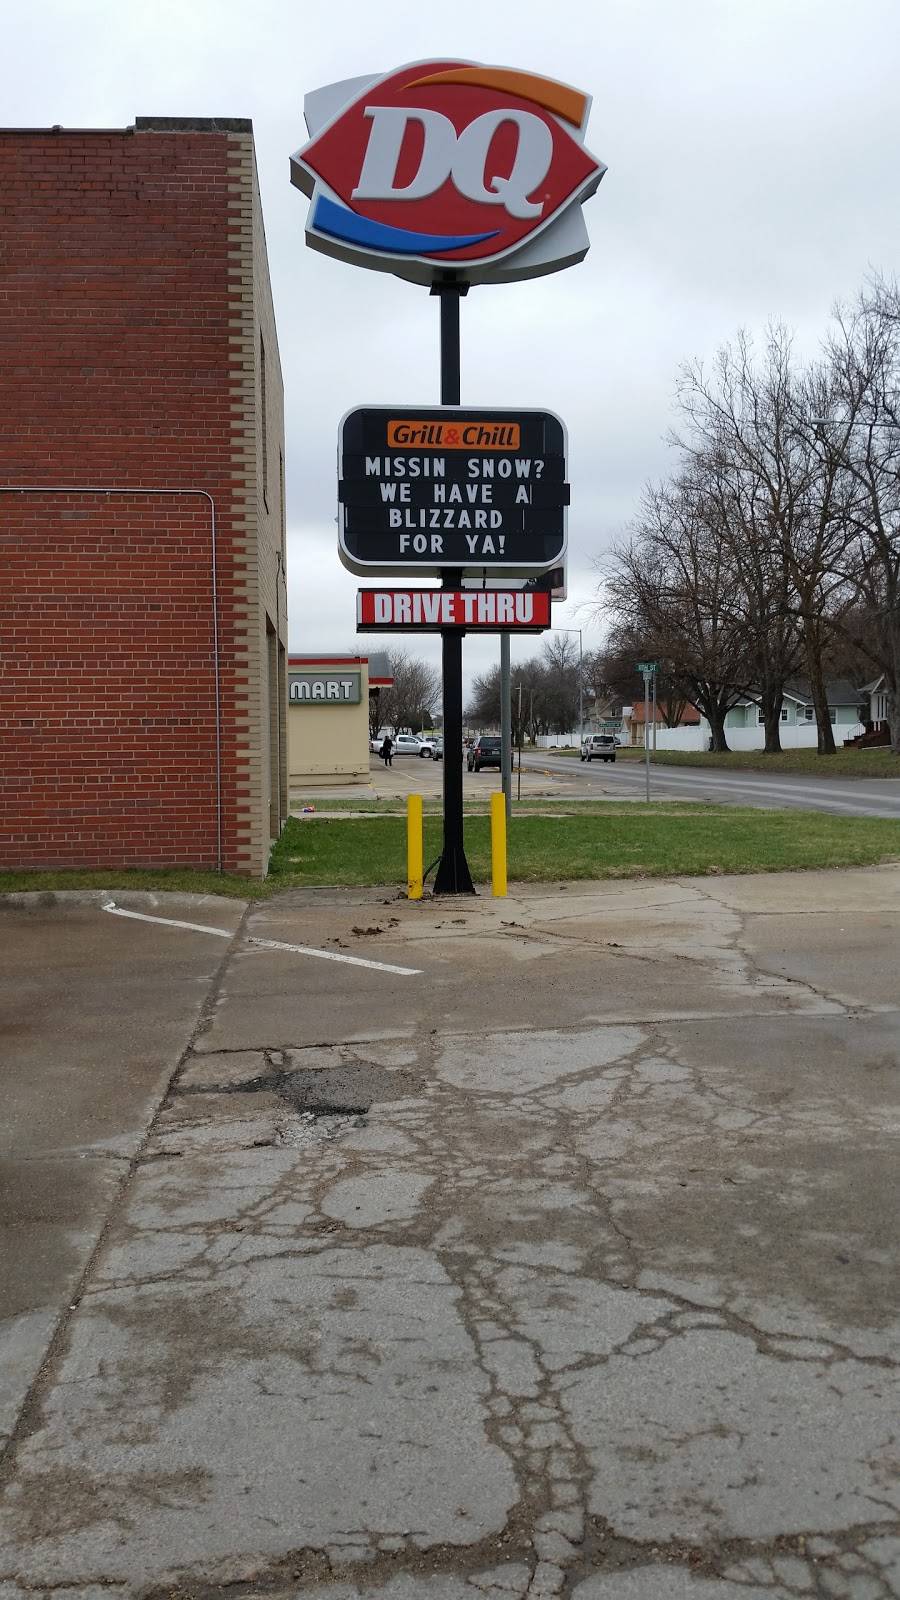 DQ
Grill & Chill
MISSIN SNOW?
WE HAVE A
BLIZZARD
FOR YA!
DRIVE THRU
MART